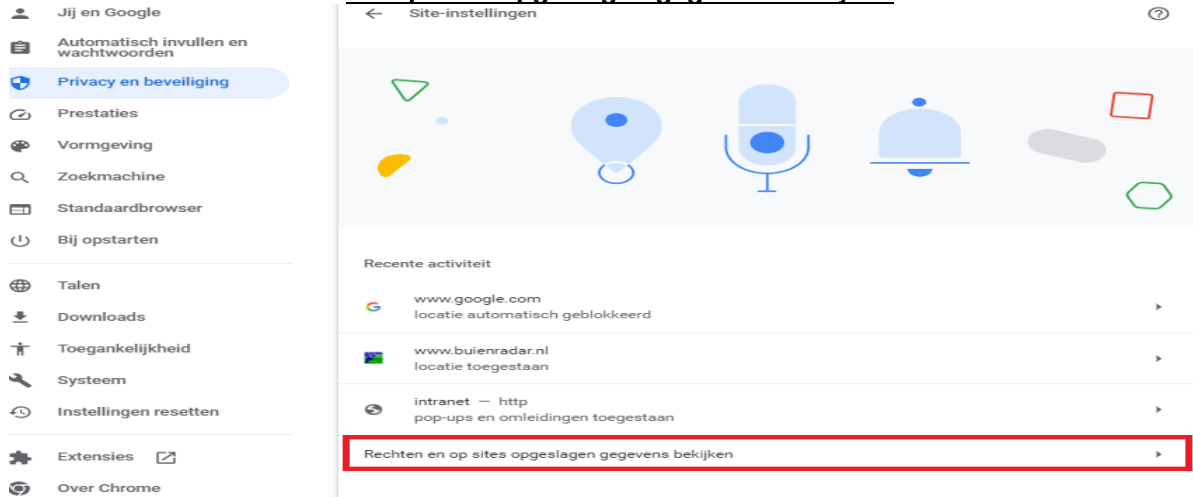 Jij en Google
Automatisch invullen en
wachtwoorden
Privacy en beveiliging
Prestaties
Vormgeving
Zoekmachine
Standaardbrowser
Bij opstarten
Talen
Downloads
Toegankelijkheid
Systeem
Instellingen resetten
Extensies
Over Chrome
Site-instellingen
Recente activiteit
www.google.com
locatie automatisch geblokkeerd
www.buienradar.nl
locatie toegestaan
intranet — http
pop-ups en omleidingen toegestaan
Rechten en op sites opgeslagen gegevens bekijken